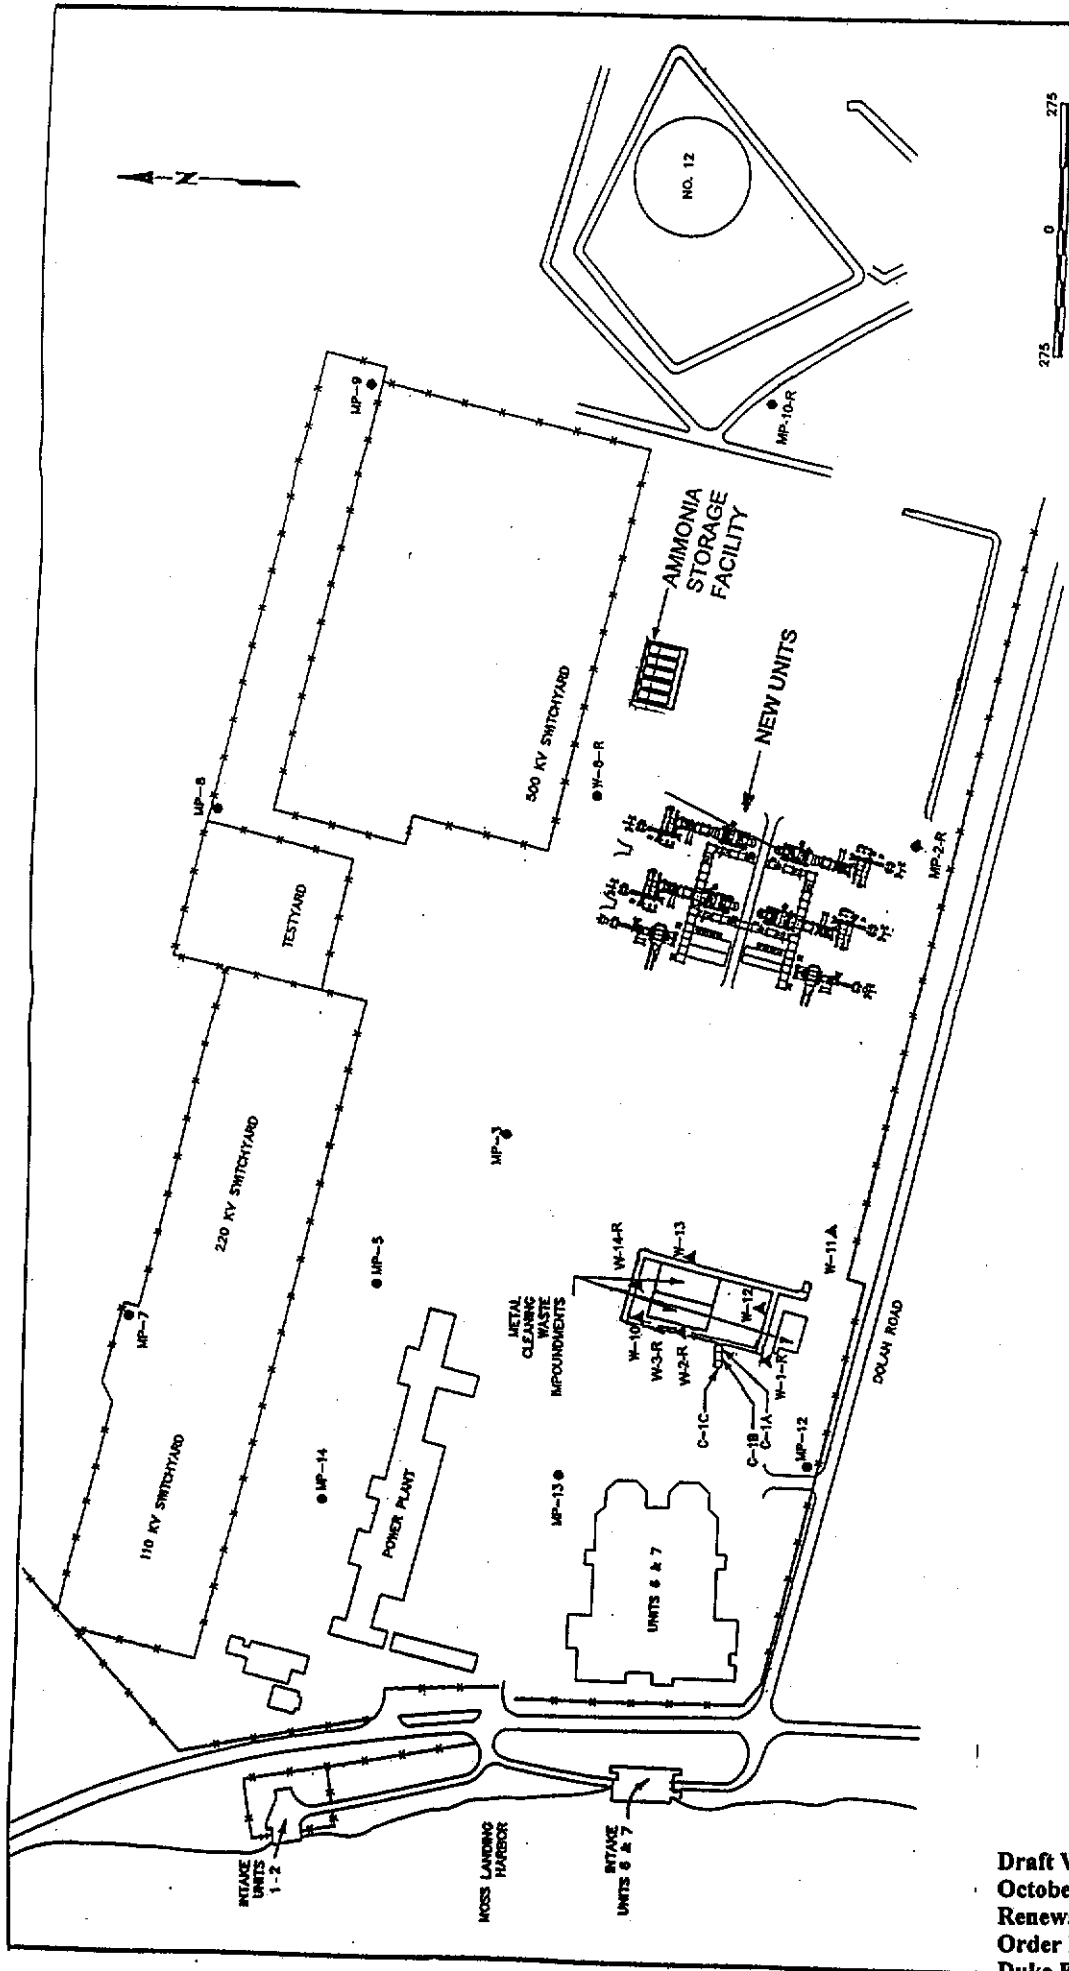 N
NO. 12
275
0
275
MP-9
MP-10-R
AMMONIA
STORAGE
FACILITY
NEW UNITS
MP-8
500 KV SWITCHYARD
W-8-R
TESTYARD
MP-2-R
220 KV SWITCHYARD
MP-3
MP-5
MP-7
METAL
CLEANING
WASTE
IMPOUNDMENTS
W-14-R
W-13
W-10
W-3-R
W-2-R
W-12
W-1-R
W-11
C-1C
C-1B
C-1A
MP-12
DOLAN ROAD
110 KV SWITCHYARD
MP-14
POWER PLANT
MP-13
UNITS 6 & 7
INTAKE
UNITS
1-2
MOSS LANDING
HARBOR
INTAKE
UNITS 6 & 7
Draft
Order